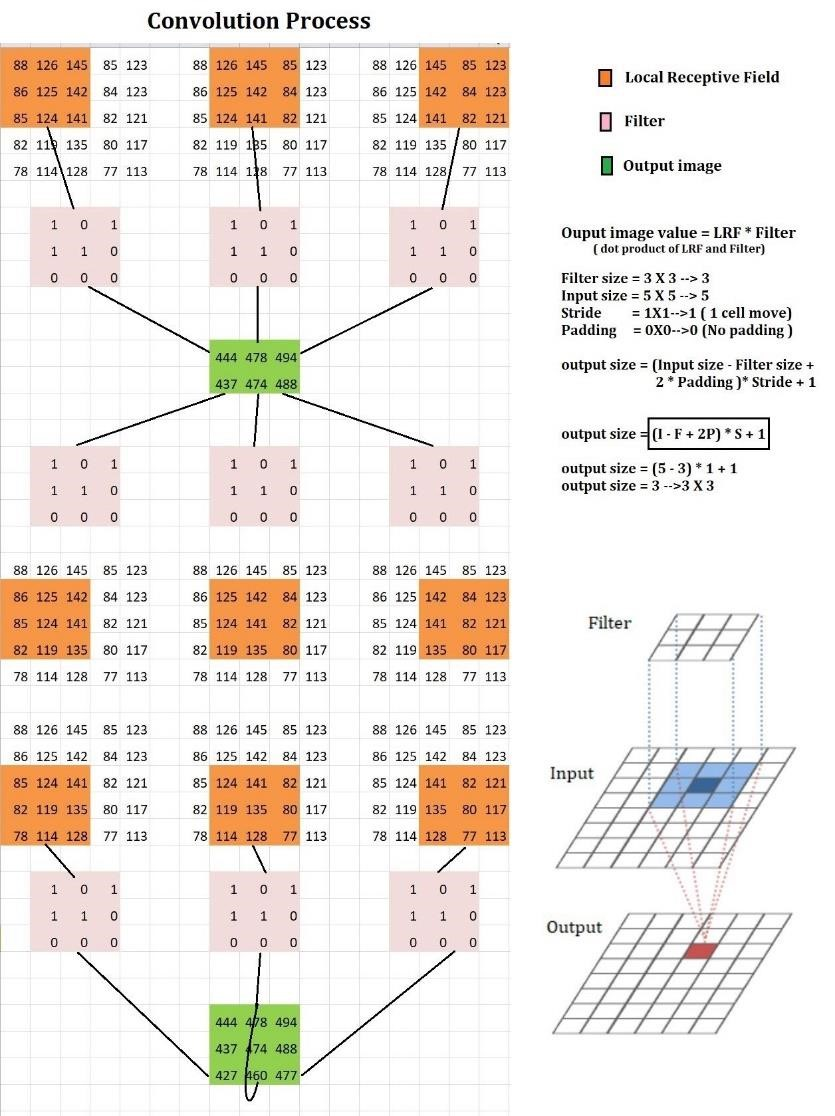 Convolution Process
88 126 145 85 123 88 126 145 85 123 88 126 145 85 123
86 125 142 84 123 86 125 142 84 123 86 125 142 84 123
85 124 141 82 121 85 124 141 82 121 85 124 141 82 121
82 119 135 80 117 82 119 135 80 117 82 119 135 80 117
78 114 128 77 113 78 114 128 77 113 78 114 128 77 113
1 0 1 1 0 1 1 0 1
1 1 0 1 1 0 1 1 0
0 0 0 0 0 0 0 0 0
444 478 494
437 474 488
1 0 1 1 0 1 1 0 1
1 1 0 1 1 0 1 1 0
0 0 0 0 0 0 0 0 0
88 126 145 85 123 88 126 145 85 123 88 126 145 85 123
86 125 142 84 123 86 125 142 84 123 86 125 142 84 123
85 124 141 82 121 85 124 141 82 121 85 124 141 82 121
82 119 135 80 117 82 119 135 80 117 82 119 135 80 117
78 114 128 77 113 78 114 128 77 113 78 114 128 77 113
88 126 145 85 123 88 126 145 85 123 88 126 145 85 123
86 125 142 84 123 86 125 142 84 123 86 125 142 84 123
85 124 141 82 121 85 124 141 82 121 85 124 141 82 121
82 119 135 80 117 82 119 135 80 117 82 119 135 80 117
78 114 128 77 113 78 114 128 77 113 78 114 128 77 113
1 0 1 1 0 1 1 0 1
1 1 0 1 1 0 1 1 0
0 0 0 0 0 0 0 0 0
444 478 494
437 474 488
427 460 477
Local Receptive Field
Filter
Output image
Ouput image value = LRF * Filter
( dot product of LRF and Filter)
Filter size = 3 X 3 --> 3
Input size = 5 X 5 --> 5
Stride = 1X1-->1 ( 1 cell move)
Padding = 0X0-->0 (No padding )
output size = (Input size - Filter size +
2 * Padding )* Stride + 1
output size = (I - F + 2P) * S + 1
output size = (5 - 3) * 1 + 1
output size = 3 -->3 X 3
Filter
Input
Output